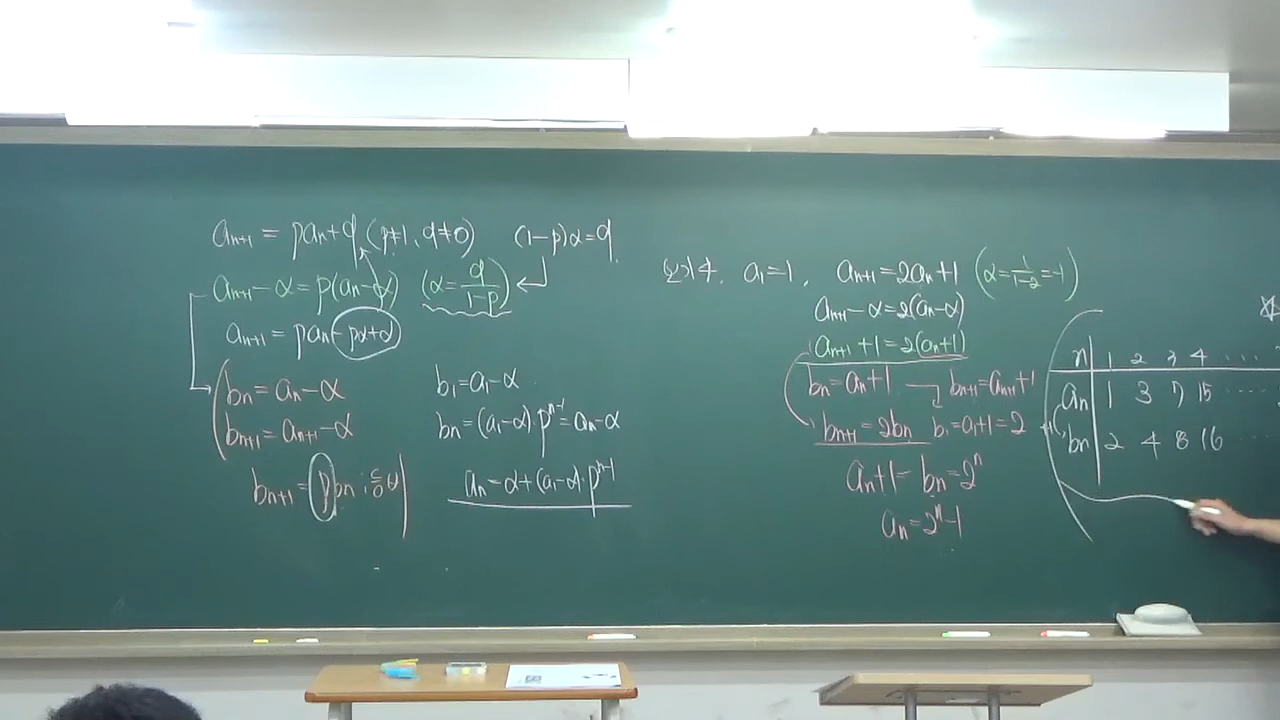 aₙ₊₁ = paₙ+q (p≠1, q≠0)
(1-p)α=q
aₙ₊₁-α=p(aₙ-α)
(α=q/(1-p))
aₙ₊₁ = paₙ-pα+α
bₙ=aₙ-α
bₙ₊₁=aₙ₊₁-α
bₙ₊₁=pbₙ
b₁=a₁-α
bₙ=(a₁-α)·pⁿ⁻¹=aₙ-α
aₙ=α+(a₁-α)·pⁿ⁻¹
4. a₁=1, aₙ₊₁=2aₙ+1 (α=1/(1-2)=-1)
aₙ₊₁-α=2(aₙ-α)
aₙ₊₁+1=2(aₙ+1)
bₙ=aₙ+1 bₙ₊₁=aₙ₊₁+1
bₙ₊₁=2bₙ b₁=a₁+1=2
aₙ+1=bₙ=2ⁿ
aₙ=2ⁿ-1
n 1 2 3 4 ...
aₙ 1 3 7 15 ....
+1
bₙ 2 4 8 16 ...